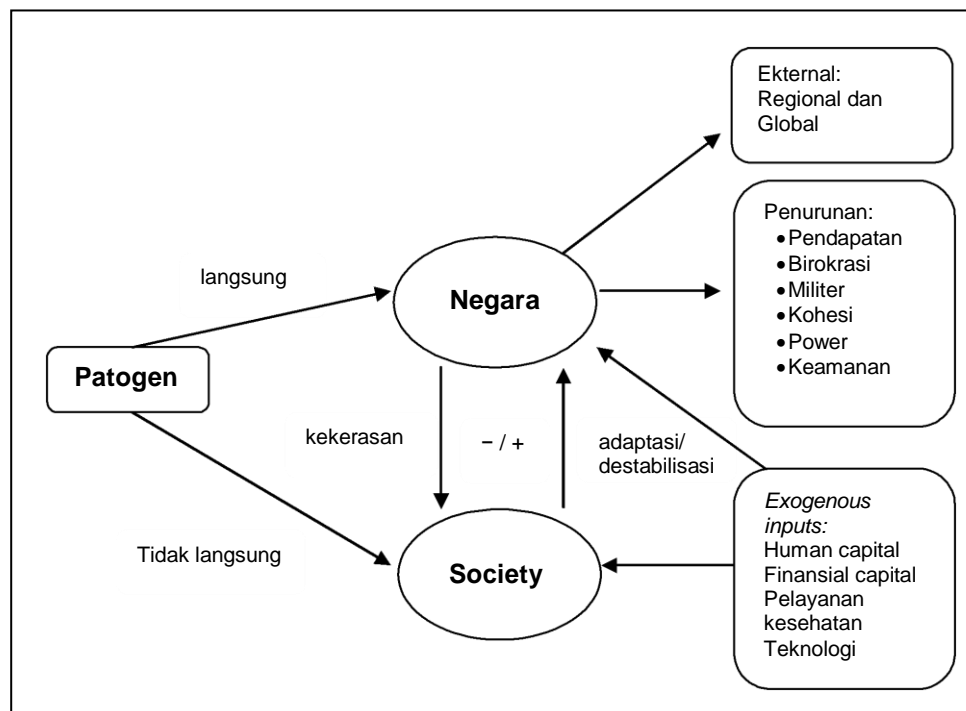 Ekternal:
Regional dan
Global
Penurunan:
•Pendapatan
•Birokrasi
•Militer
•Kohesi
•Power
•Keamanan
langsung
Negara
Patogen
kekerasan
− / +
adaptasi/
destabilisasi
Tidak langsung
Society
Exogenous
inputs:
Human capital
Finansial capital
Pelayanan
kesehatan
Teknologi